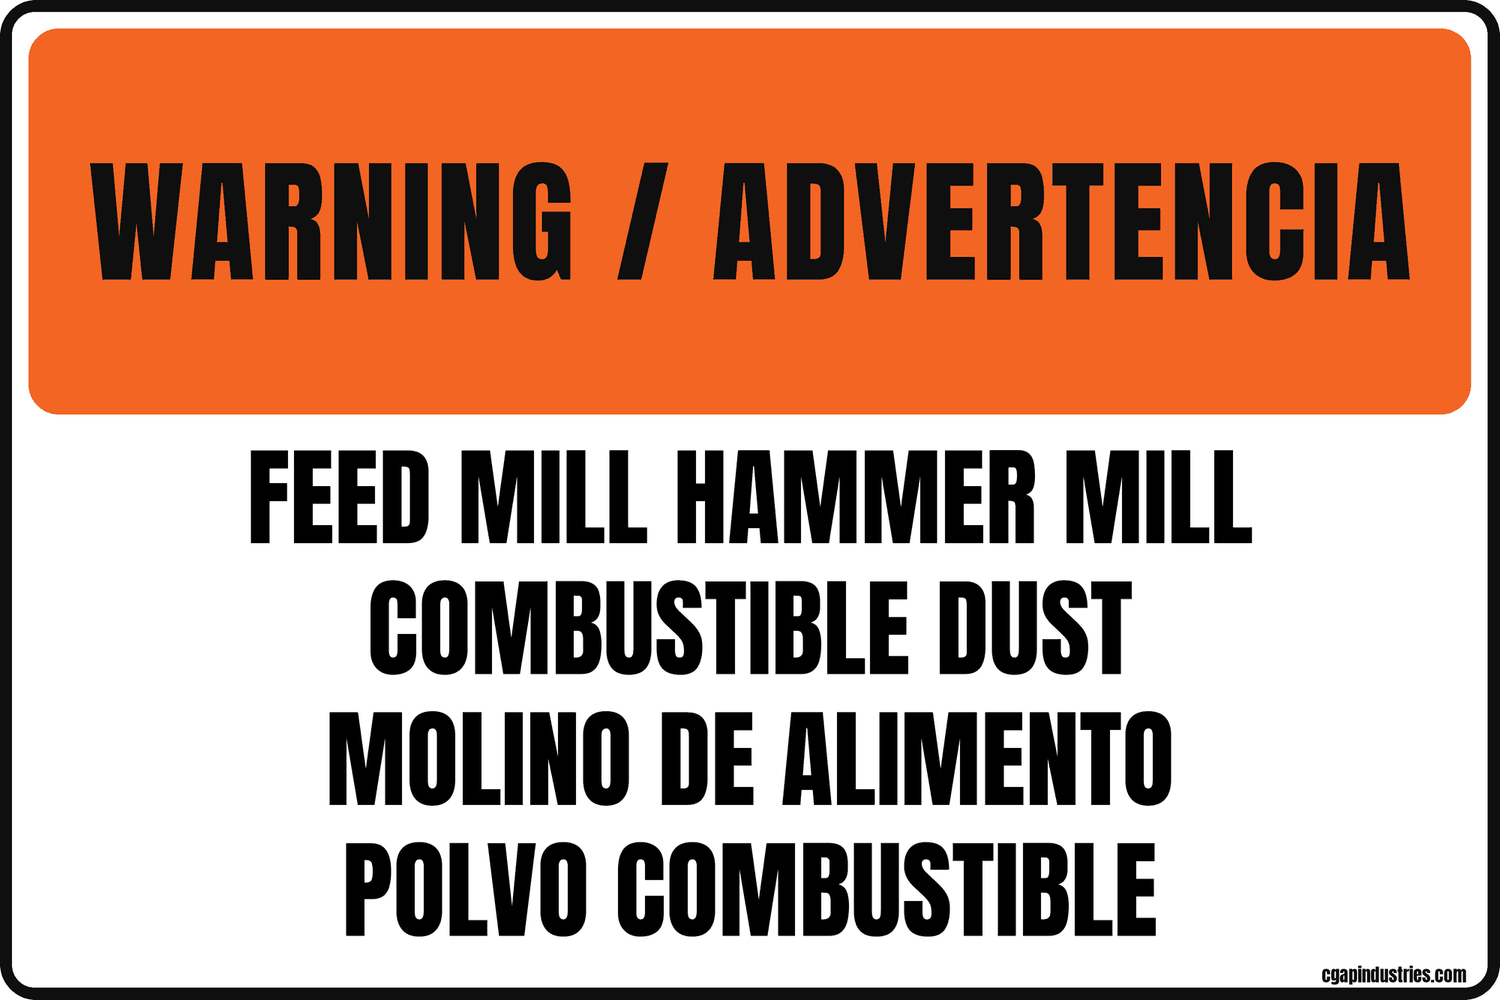 WARNING / ADVERTENCIA
FEED MILL HAMMER MILL
COMBUSTIBLE DUST
MOLINO DE ALIMENTO
POLVO COMBUSTIBLE
cgapindustries.com